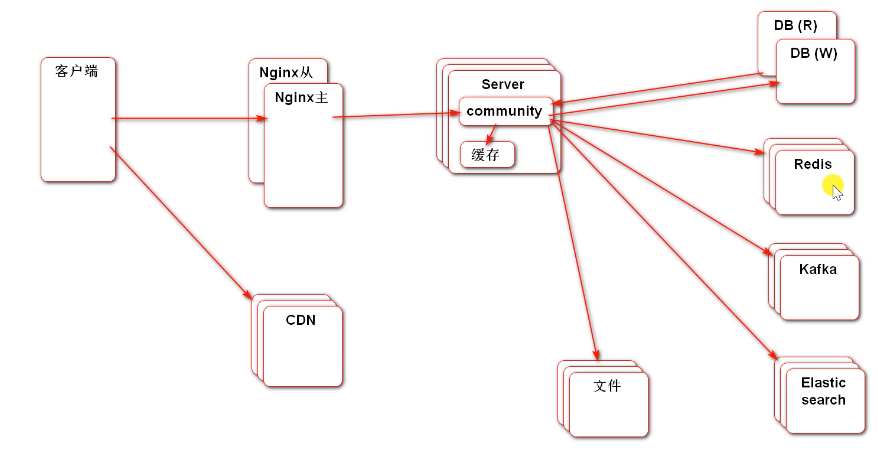 客户端
Nginx从
Nginx主
CDN
Server
community
缓存
DB (R)
DB (W)
Redis
Kafka
Elastic
search
文件